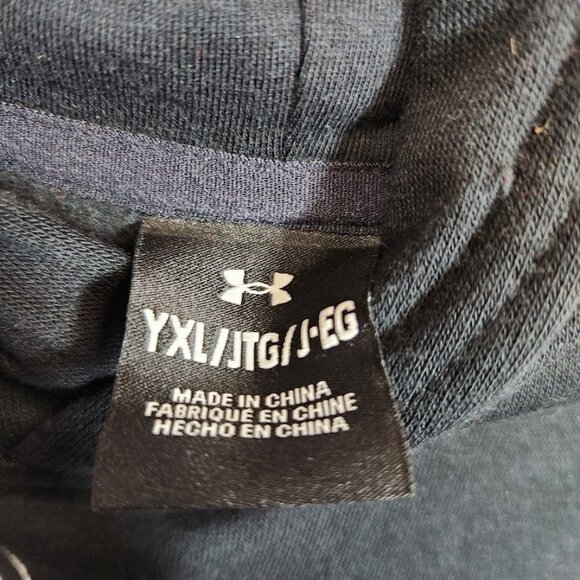 YXL/JTG/J-EG
MADE IN CHINA
FABRIQUÉ EN CHINE
HECHO EN CHINA